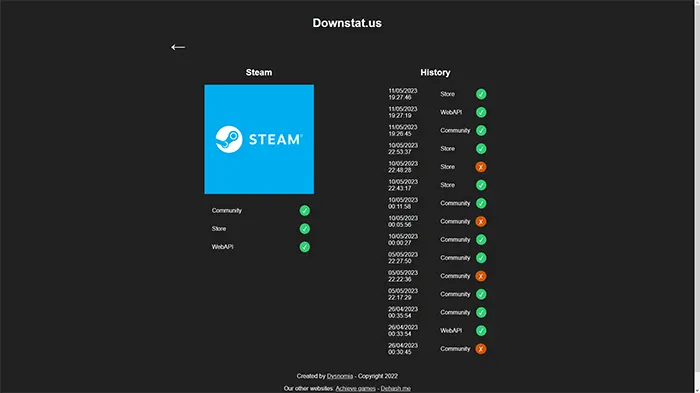 Downstat.us
←
Steam
STEAM®
Community ✓
Store ✓
WebAPI ✓
History
11/05/2023
19:27:46 Store ✓
11/05/2023
19:27:19 WebAPI ✓
11/05/2023
19:26:45 Community ✓
10/05/2023
22:53:37 Store ✓
10/05/2023
22:48:28 Store ✗
10/05/2023
22:43:17 Store ✓
10/05/2023
00:11:58 Community ✓
10/05/2023
00:05:56 Community ✗
10/05/2023
00:00:27 Community ✓
05/05/2023
22:27:50 Community ✓
05/05/2023
22:22:36 Community ✗
05/05/2023
22:17:29 Community ✓
26/04/2023
00:35:54 Community ✓
26/04/2023
00:33:54 WebAPI ✓
26/04/2023
00:30:45 Community ✗
Created by Dysnomia - Copyright 2022
Our other websites: Achieve.games - Dehash.me